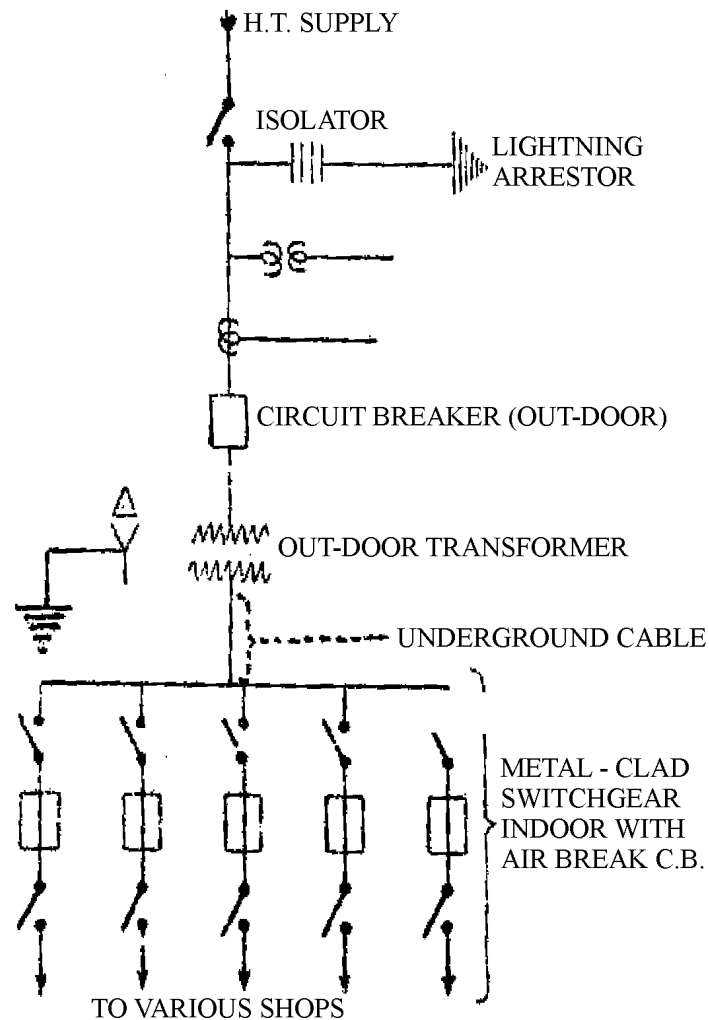 H.T. SUPPLY
ISOLATOR
LIGHTNING
ARRESTOR
CIRCUIT BREAKER (OUT-DOOR)
OUT-DOOR TRANSFORMER
UNDERGROUND CABLE
METAL - CLAD
SWITCHGEAR
INDOOR WITH
AIR BREAK C.B.
TO VARIOUS SHOPS